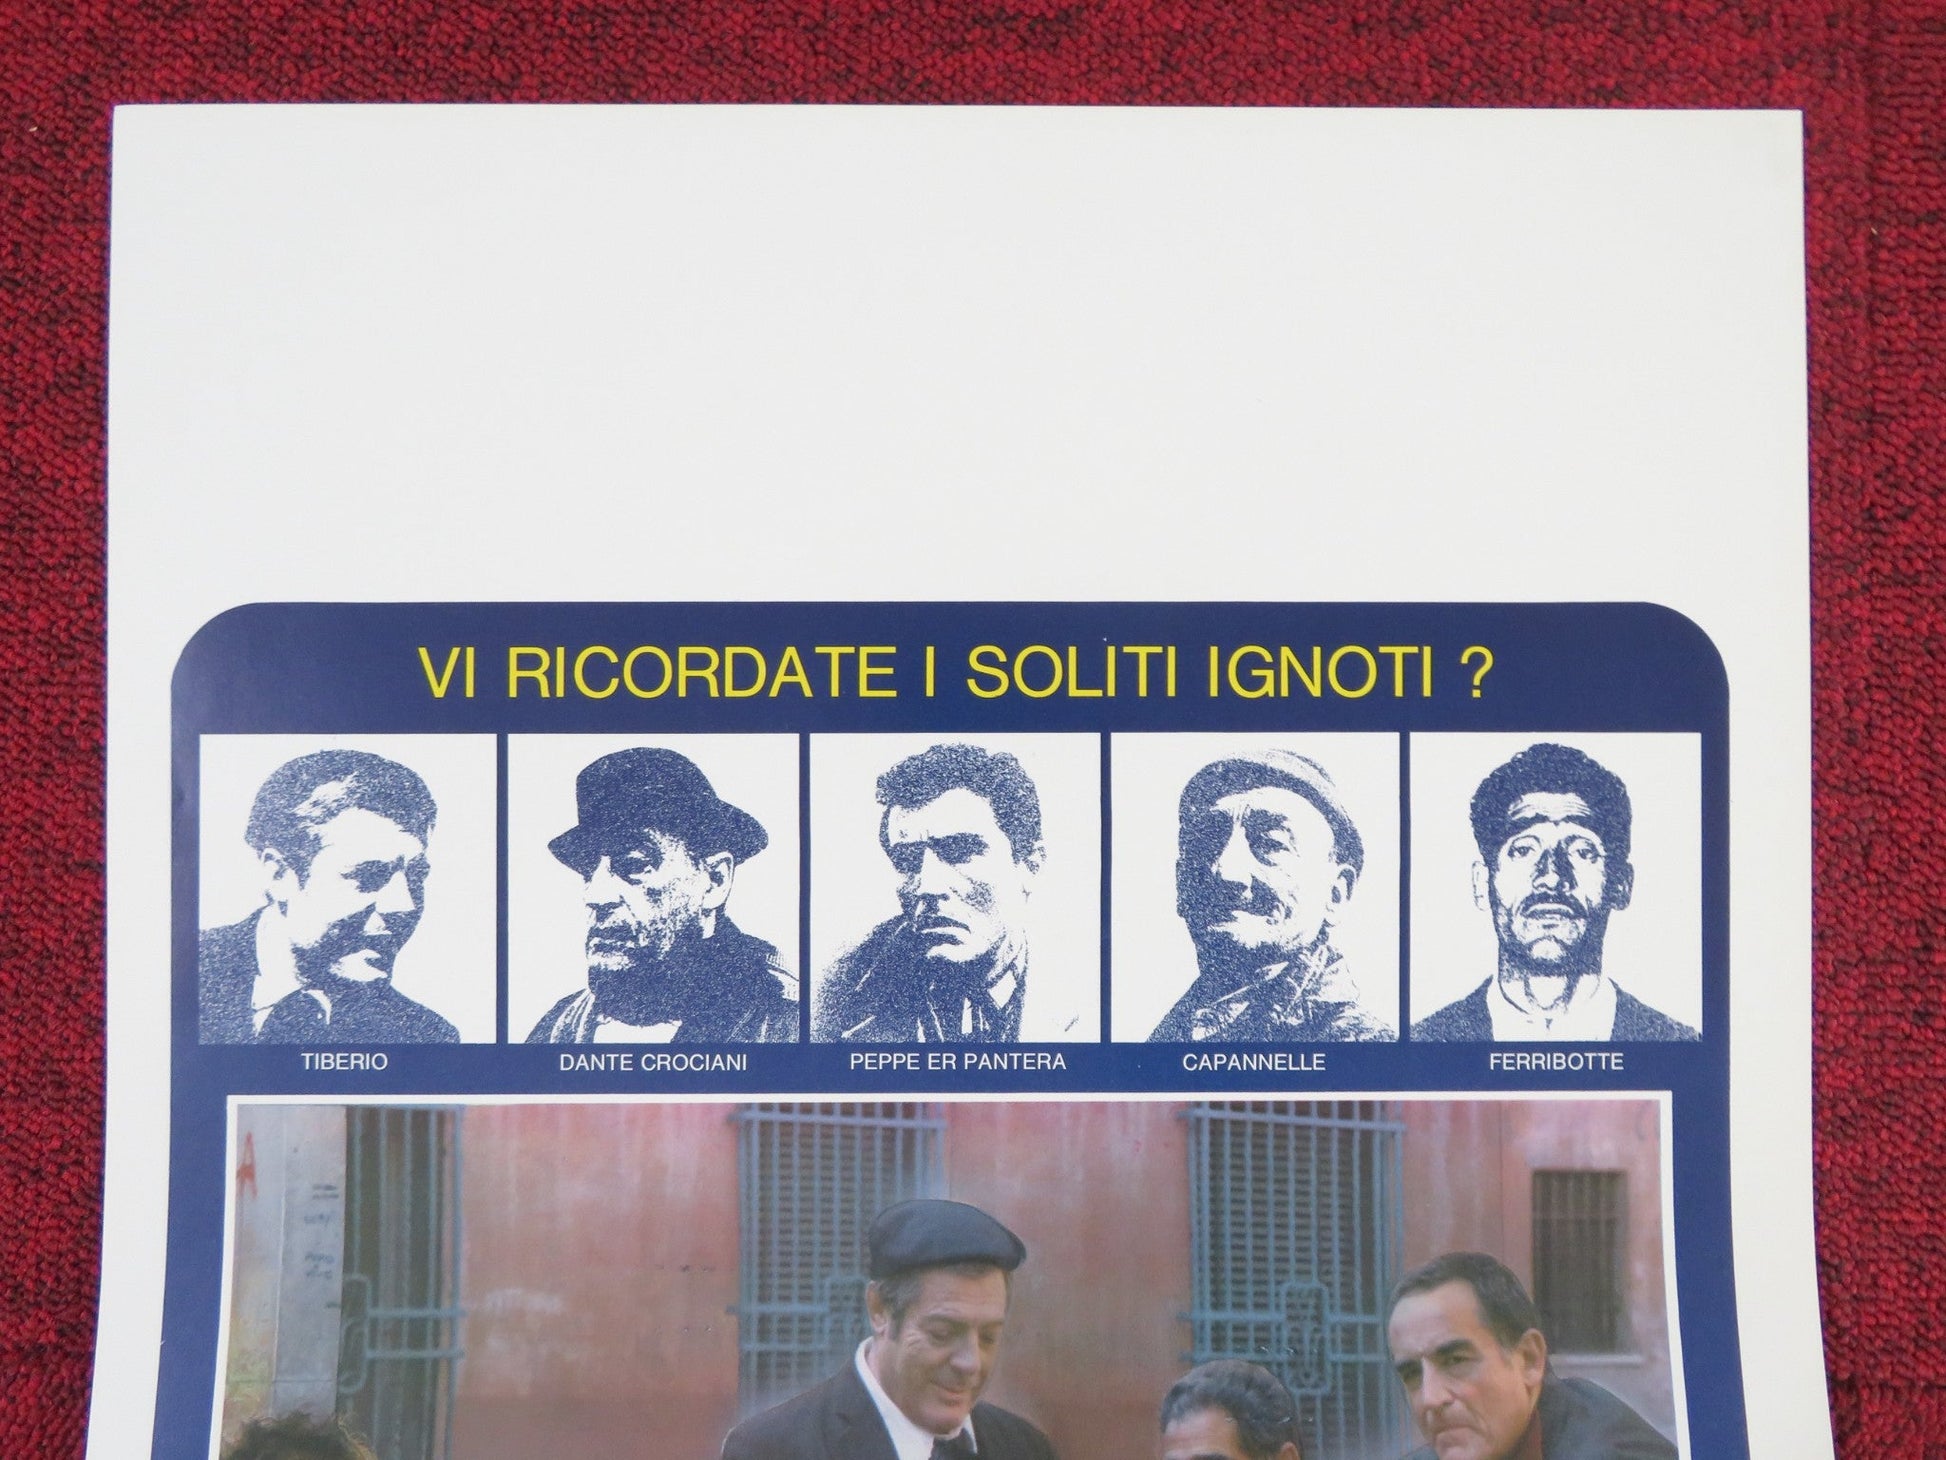 VI RICORDATE I SOLITI IGNOTI ?
TIBERIO
DANTE CROCIANI
PEPPE ER PANTERA
CAPANNELLE
FERRIBOTTE
A